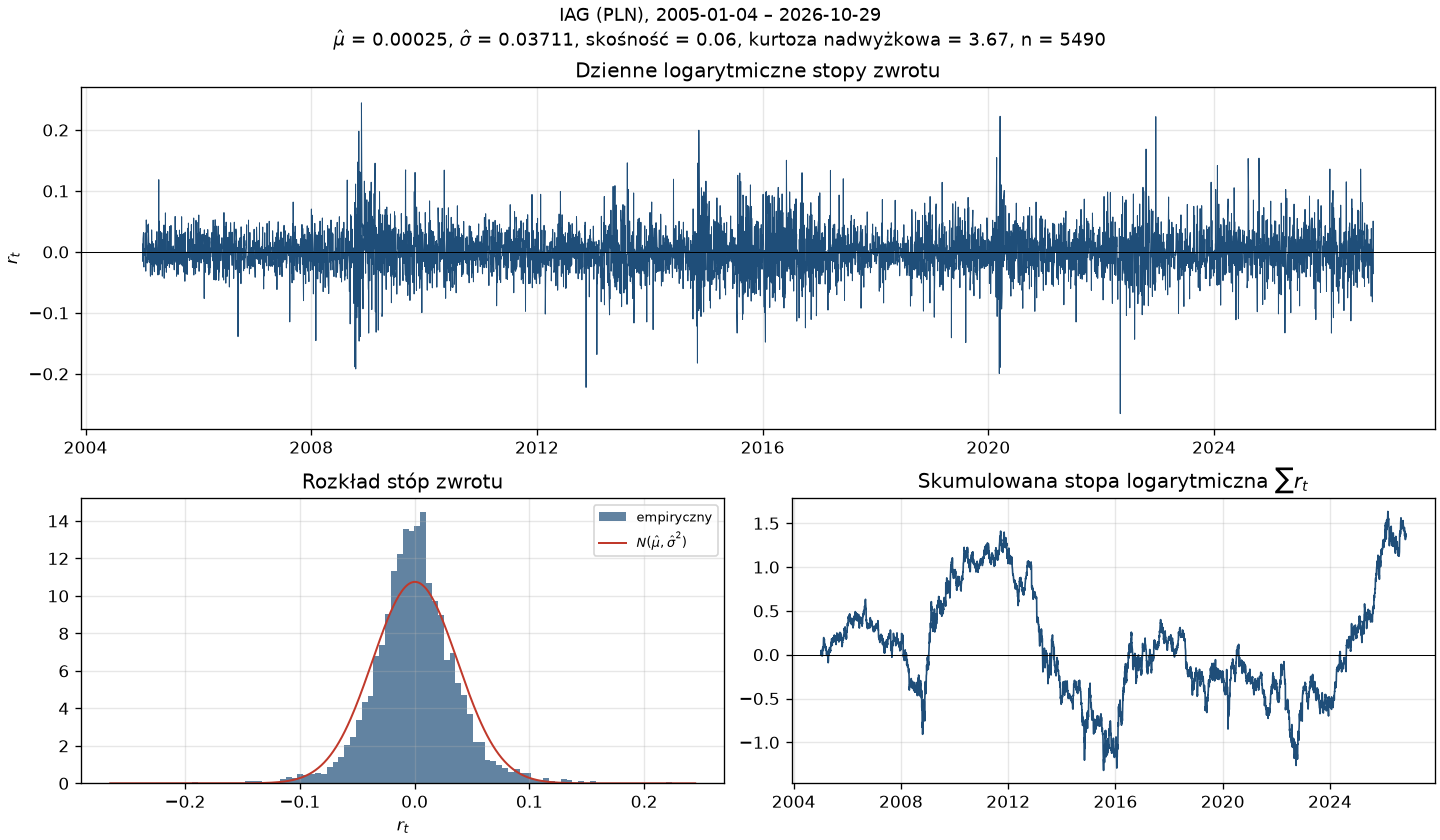 IAG (PLN), 2005-01-04 – 2026-10-29
μ̂ = 0.00025, σ̂ = 0.03711, skośność = 0.06, kurtoza nadwyżkowa = 3.67, n = 5490
Dzienne logarytmiczne stopy zwrotu
r_t
0.2
0.1
0.0
−0.1
−0.2
2004 2008 2012 2016 2020 2024
Rozkład stóp zwrotu
14
12
10
8
6
4
2
0
empiryczny
N(μ̂, σ̂²)
−0.2 −0.1 0.0 0.1 0.2
r_t
Skumulowana stopa logarytmiczna ∑r_t
1.5
1.0
0.5
0.0
−0.5
−1.0
2004 2008 2012 2016 2020 2024